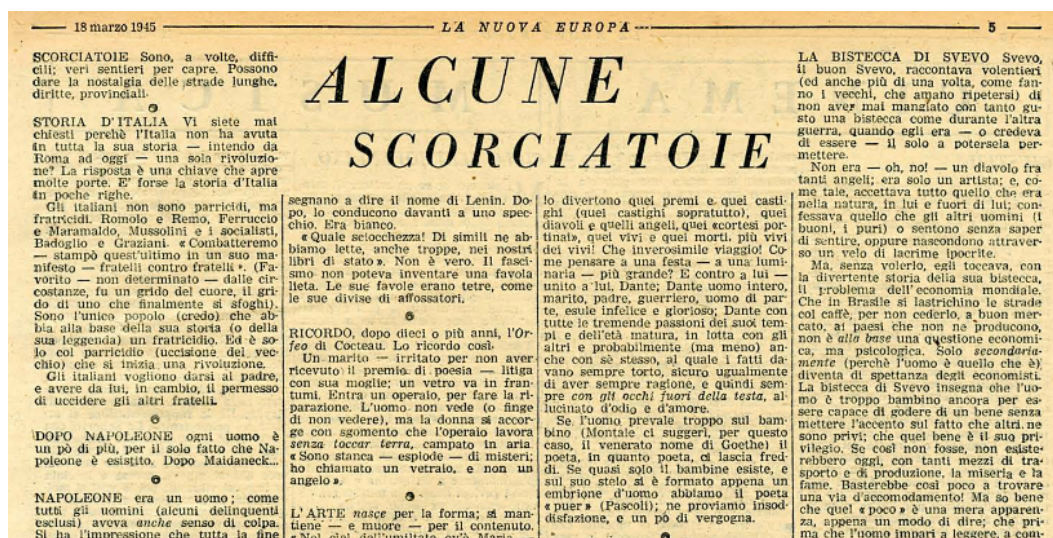 18 marzo 1945
LA NUOVA EUROPA
5
ALCUNE
SCORCIATOIE
SCORCIATOIE Sono, a volte, diffi-
cili; veri sentieri per capre. Possono
dare la nostalgia delle strade lunghe,
diritte, provinciali.
STORIA D'ITALIA Vi siete mai
chiesti perchè l'Italia non ha avuta
in tutta la sua storia — intendo da
Roma ad oggi — una sola rivoluzio-
ne? La risposta è una chiave che apre
molte porte. E' forse la storia d'Italia
in poche righe.
Gli italiani non sono parricidi, ma
fratricidi. Romolo e Remo, Ferruccio
e Maramaldo, Mussolini e i socialisti,
Badoglio e Graziani. « Combatteremo
— stampò quest'ultimo in un suo ma-
nifesto — fratelli contro fratelli ». (Fa-
vorito — non determinato — dalle cir-
costanze, fu un grido del cuore, il gri-
do di uno che finalmente si sfoghi).
Sono l'unico popolo (credo) che ab-
bia alla base della sua storia (o della
sua leggenda) un fratricidio. Ed è so-
lo col parricidio (uccisione del vec-
chio) che si inizia una rivoluzione.
Gli italiani vogliono darsi al padre,
e avere da lui, in cambio, il permesso
di uccidere gli altri fratelli.
DOPO NAPOLEONE ogni uomo è
un pò di più, per il solo fatto che Na-
poleone è esistito. Dopo Maidaneck...
NAPOLEONE era un uomo; come
tutti gli uomini (alcuni delinquenti
esclusi) aveva anche senso di colpa.
Si ha l'impressione che tutta la fine
segnano a dire il nome di Lenin. Do-
po, lo conducono davanti a uno spec-
chio. Era bianco.
« Quale sciocchezza! Di simili ne ab-
biamo lette, anche troppe, nei nostri
libri di stato ». Non è vero. Il fasci-
smo non poteva inventare una favola
lieta. Le sue favole erano tetre, come
le sue divise di affossatori.
RICORDO, dopo dieci o più anni, l'Or-
feo di Cocteau. Lo ricordo così.
Un marito — irritato per non aver
ricevuto il premio di poesia — litiga
con sua moglie; un vetro va in fran-
tumi. Entra un operaio, per fare la ri-
parazione. L'uomo non vede (o finge
di non vedere), ma la donna si accor-
ge con sgomento che l'operaio lavora
senza toccar terra, campato in aria
« Sono stanca — esplode — di misteri;
ho chiamato un vetraio, e non un
angelo ».
L'ARTE nasce per la forma; si man-
tiene — e muore — per il contenuto.
« Nel ciel dell'umiltate ov'è Maria —
lo divertono quei premi e quei casti-
ghi (quei castighi sopratutto), quei
diavoli e quelli angeli, quei «cortesi por-
tinai», quei vivi e quei morti, più vivi
dei vivi! Che inverosimile viaggio! Co-
me pensare a una festa — a una lumi-
naria — più grande? E contro a lui —
unito a lui, Dante; Dante uomo intero,
marito, padre, guerriero, uomo di par-
te, esule infelice e glorioso; Dante con
tutte le tremende passioni dei suoi tem-
pi e dell'età matura, in lotta con gli
altri e probabilmente (ma meno) an-
che con sè stesso, al quale i fatti da-
vano sempre torto, sicuro ugualmente
di aver sempre ragione, e quindi sem-
pre con gli occhi fuori della testa, al-
lucinato d'odio e d'amore.
Se l'uomo prevale troppo sul bam-
bino (Montale ci suggerì, per questo
caso, il venerato nome di Goethe) il
poeta, in quanto poeta, ci lascia fred-
di. Se quasi solo il bambino esiste, e
sul suo stelo si è formato appena un
embrione d'uomo abbiamo il poeta
« puer » (Pascoli); ne proviamo insod-
disfazione, e un pò di vergogna.
LA BISTECCA DI SVEVO Svevo,
il buon Svevo, raccontava volentieri
(ed anche più di una volta, come fan-
no i vecchi, che amano ripetersi) di
non aver mai mangiato con tanto gu-
sto una bistecca come durante l'altra
guerra, quando egli era — o credeva
di essere — il solo a potersela per-
mettere.
Non era — oh, no! — un diavolo fra
tanti angeli; era solo un artista; e, co-
me tale, accettava tutto quello che era
nella natura, in lui e fuori di lui; con-
fessava quello che gli altri uomini (i
buoni, i puri) o sentono senza saper
di sentire, oppure nascondono attraver-
so un velo di lacrime ipocrite.
Ma, senza volerlo, egli toccava, con
la divertente storia della sua bistecca,
il problema dell'economia mondiale.
Che in Brasile si lastrichino le strade
col caffè, per non cederlo, a buon mer-
cato, ai paesi che non ne producono,
non è alla base una questione economi-
ca, ma psicologica. Solo secondaria-
mente (perchè l'uomo è quello che è)
diventa di spettanza degli economisti.
La bistecca di Svevo insegna che l'uo-
mo è troppo bambino ancora per es-
sere capace di godere di un bene senza
mettere l'accento sul fatto che altri ne
sono privi; che quel bene è il suo pri-
vilegio. Se così non fosse, non esiste-
rebbero oggi, con tanti mezzi di tra-
sporto e di produzione, la miseria e la
fame. Basterebbe così poco a trovare
una via d'accomodamento! Ma so bene
che quel « poco » è una mera apparen-
za, appena un modo di dire; che pri-
ma che l'uomo impari a leggere, a com-